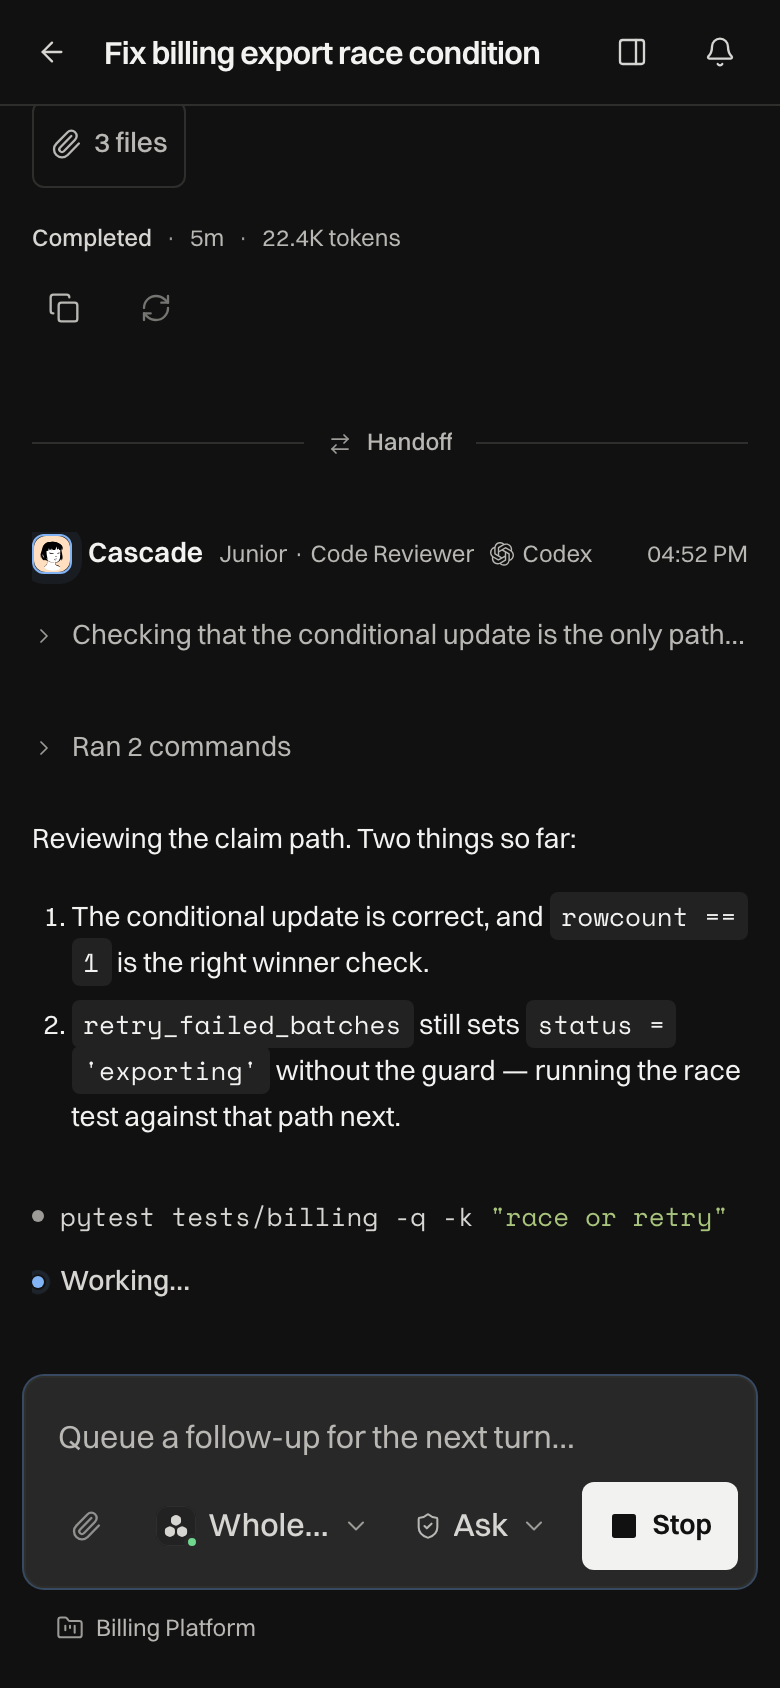 Fix billing export race condition
3 files
Completed · 5m · 22.4K tokens
Handoff
Cascade Junior · Code Reviewer Codex 04:52 PM
Checking that the conditional update is the only path...
Ran 2 commands
Reviewing the claim path. Two things so far:
1. The conditional update is correct, and rowcount ==
1 is the right winner check.
2. retry_failed_batches still sets status =
'exporting' without the guard — running the race
test against that path next.
pytest tests/billing -q -k "race or retry"
Working...
Queue a follow-up for the next turn...
Whole... Ask Stop
Billing Platform